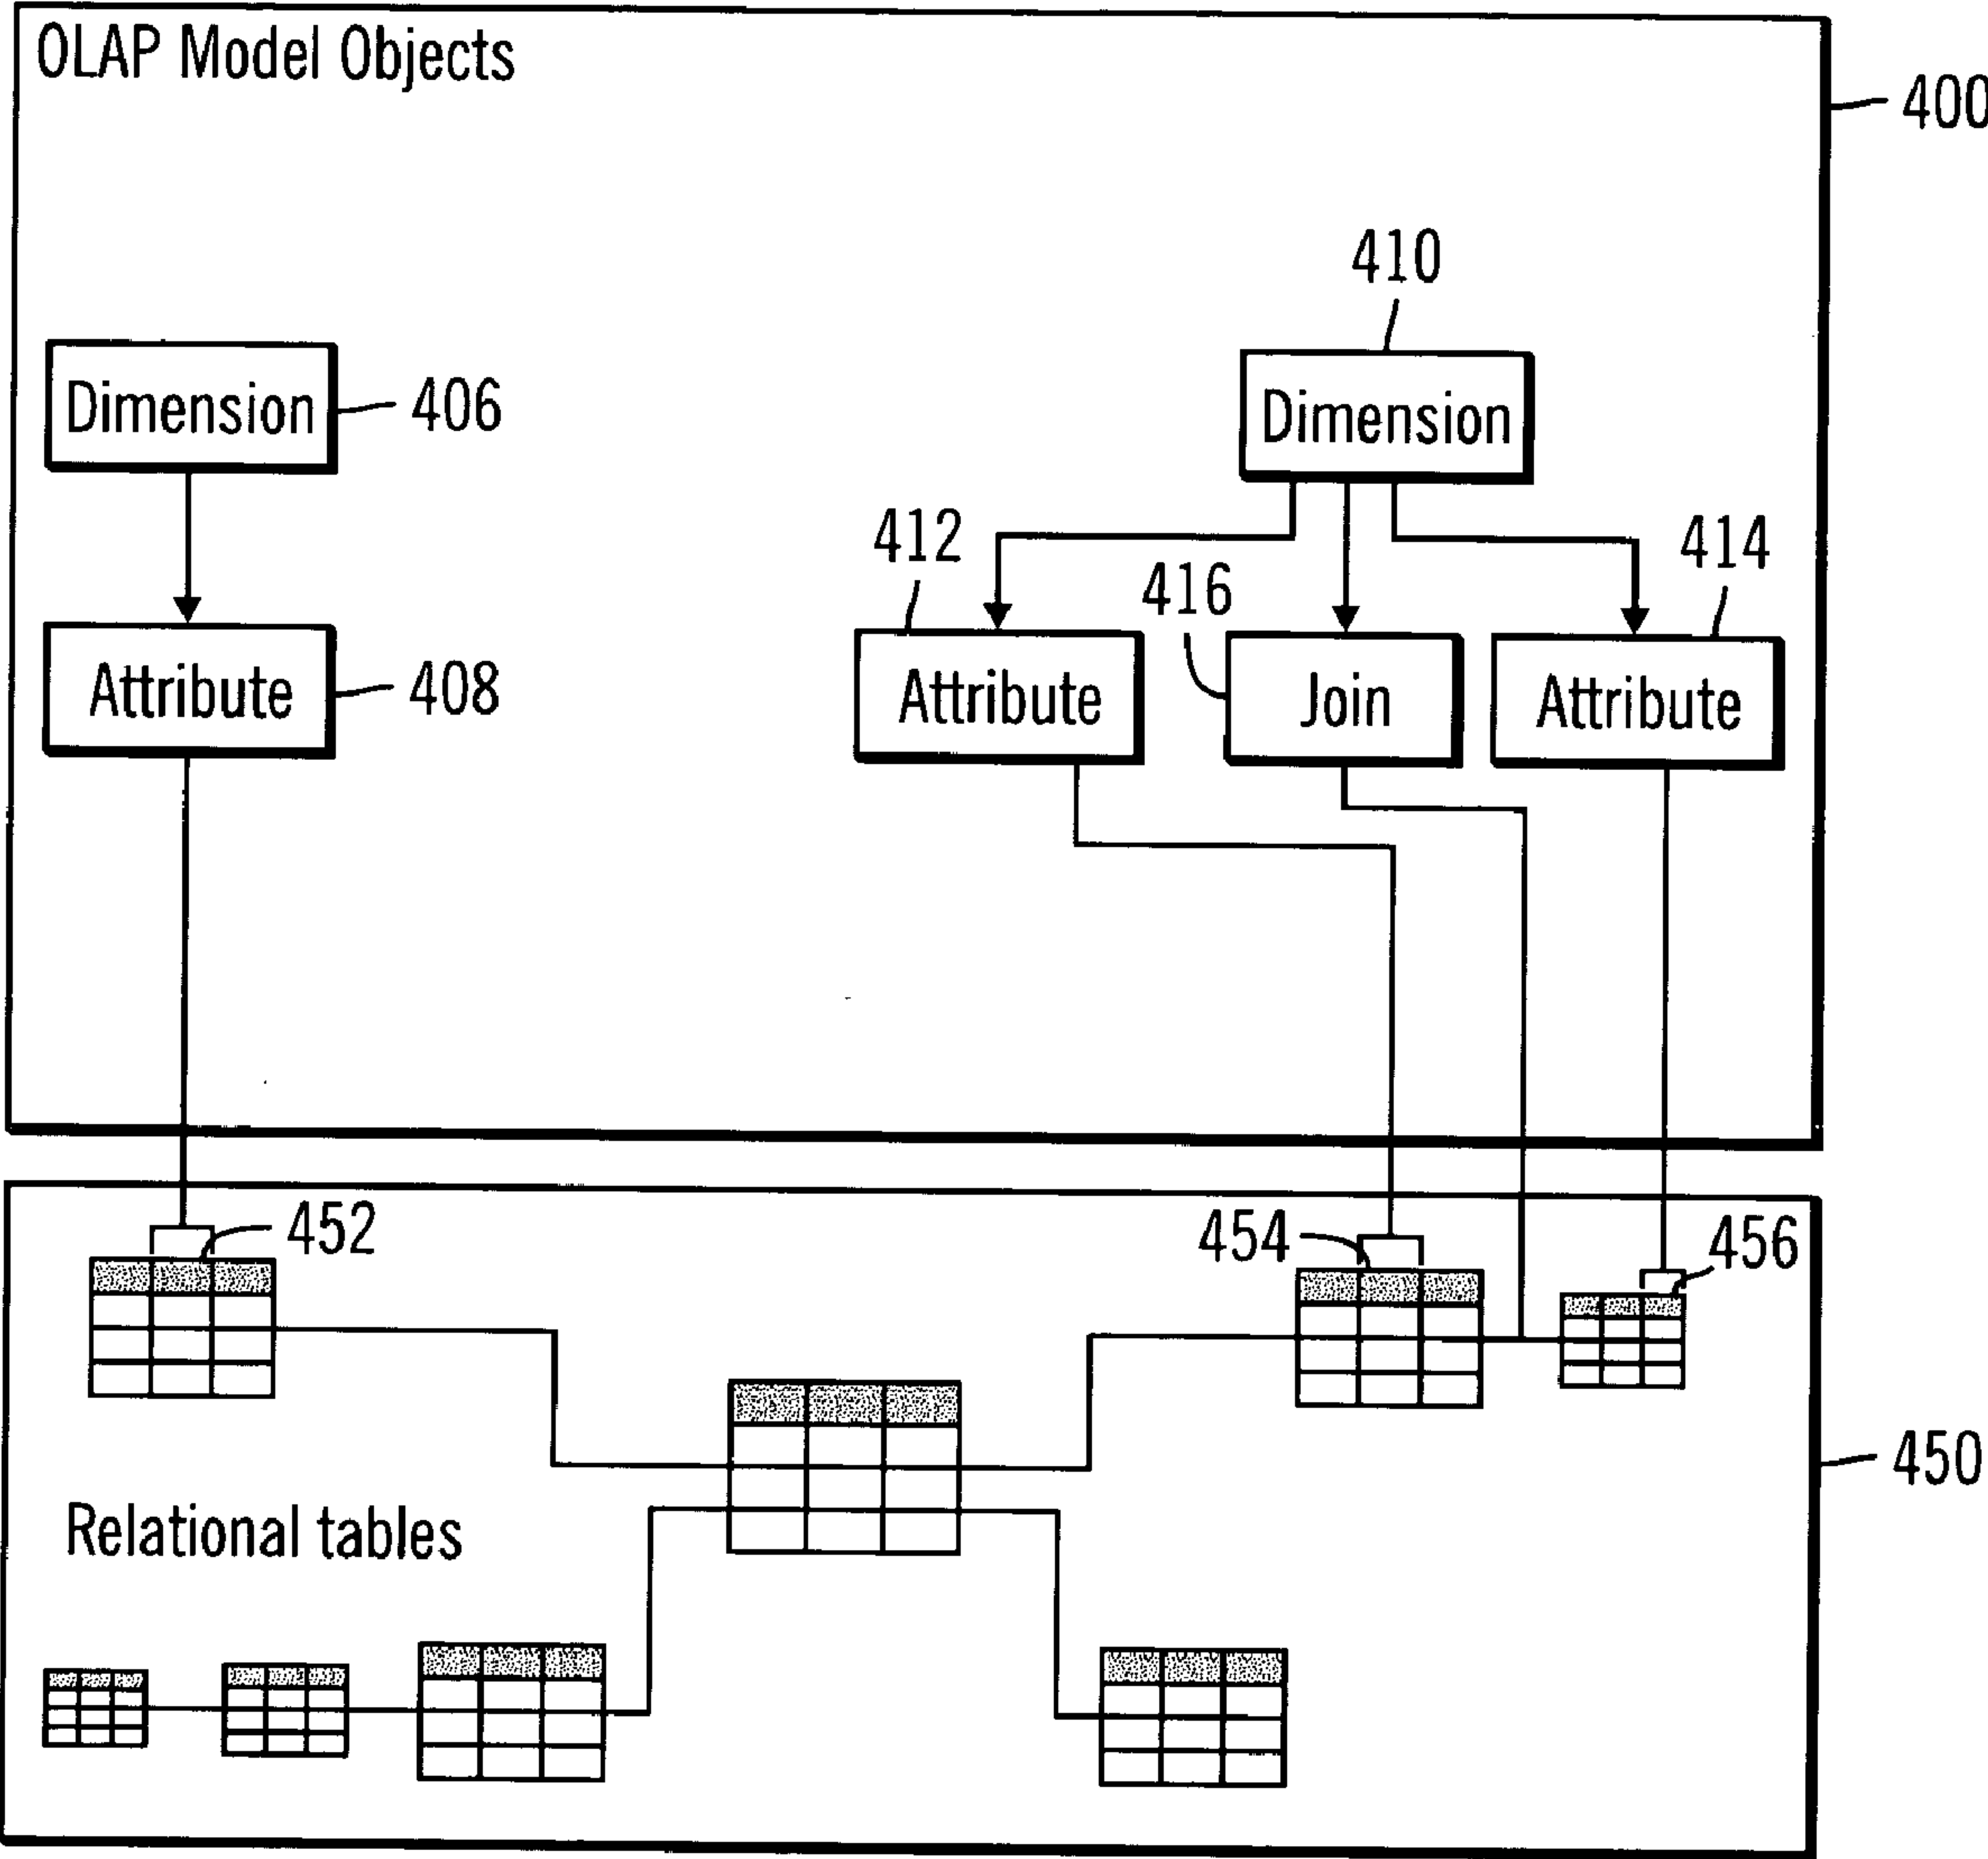 OLAP Model Objects
400
410
Dimension
406
Dimension
412
416
414
Attribute
408
Attribute
Join
Attribute
452
454
456
450
Relational tables